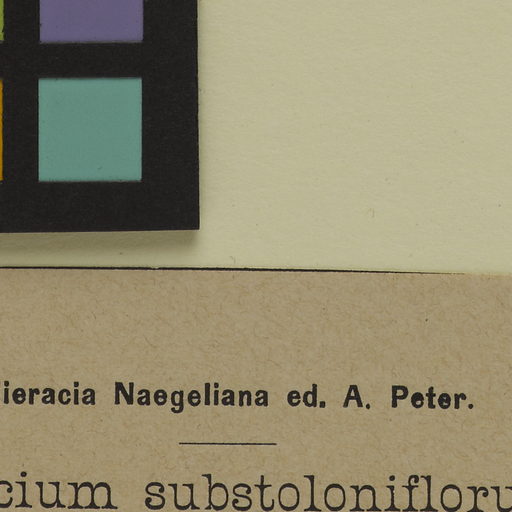 ieracia Naegeliana ed. A. Peter.
cium substolonifloru